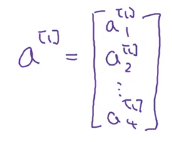 a^{[1]} = [ a_1^{[1]}
a_2^{[1]}
⋮
a_4^{[1]} ]